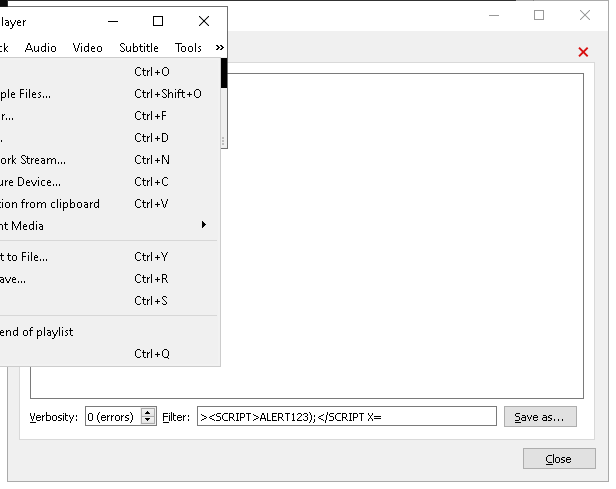 layer
ck Audio Video Subtitle Tools »
Ctrl+O
ple Files... Ctrl+Shift+O
r... Ctrl+F
. Ctrl+D
ork Stream... Ctrl+N
ure Device... Ctrl+C
tion from clipboard Ctrl+V
nt Media
t to File... Ctrl+Y
ave... Ctrl+R
Ctrl+S
end of playlist
Ctrl+Q
Verbosity: 0 (errors) Filter: ><SCRIPT>ALERT123);</SCRIPT X= Save as...
Close